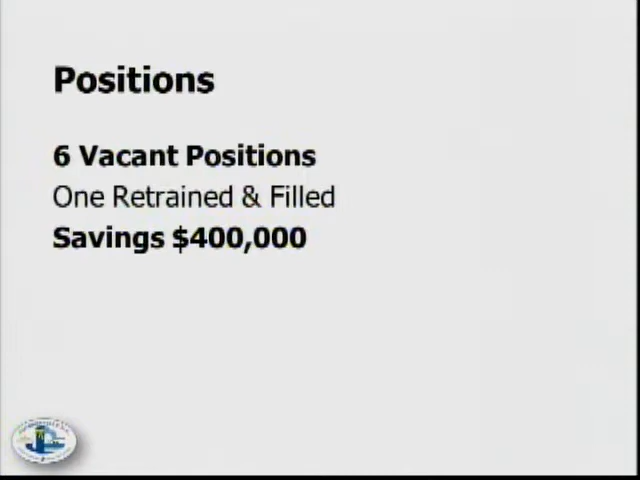 Positions
6 Vacant Positions
One Retrained & Filled
Savings $400,000